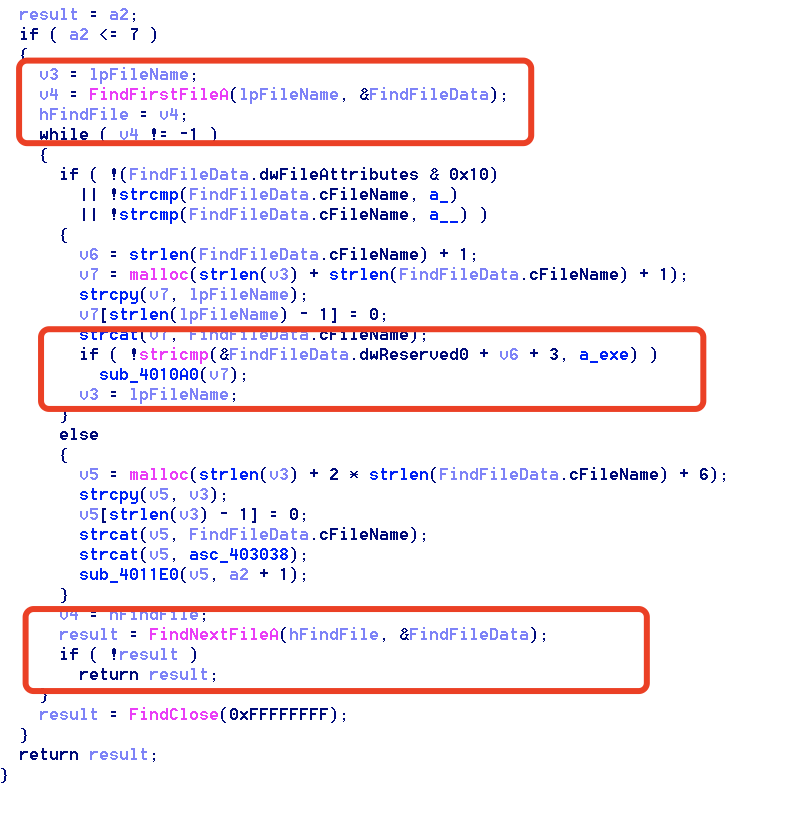 result = a2;
if ( a2 <= 7 )
{
v3 = lpFileName;
v4 = FindFirstFileA(lpFileName, &FindFileData);
hFindFile = v4;
while ( v4 != -1 )
{
if ( !(FindFileData.dwFileAttributes & 0x10)
|| !strcmp(FindFileData.cFileName, a_)
|| !strcmp(FindFileData.cFileName, a__) )
{
v6 = strlen(FindFileData.cFileName) + 1;
v7 = malloc(strlen(v3) + strlen(FindFileData.cFileName) + 1);
strcpy(v7, lpFileName);
v7[strlen(lpFileName) - 1] = 0;
strcat(v7, FindFileData.cFileName);
if ( !stricmp(&FindFileData.dwReserved0 + v6 + 3, a_exe) )
sub_4010A0(v7);
v3 = lpFileName;
}
else
{
v5 = malloc(strlen(v3) + 2 * strlen(FindFileData.cFileName) + 6);
strcpy(v5, v3);
v5[strlen(v3) - 1] = 0;
strcat(v5, FindFileData.cFileName);
strcat(v5, asc_403038);
sub_4011E0(v5, a2 + 1);
}
v4 = hFindFile;
result = FindNextFileA(hFindFile, &FindFileData);
if ( !result )
return result;
}
result = FindClose(0xFFFFFFFF);
}
return result;
}